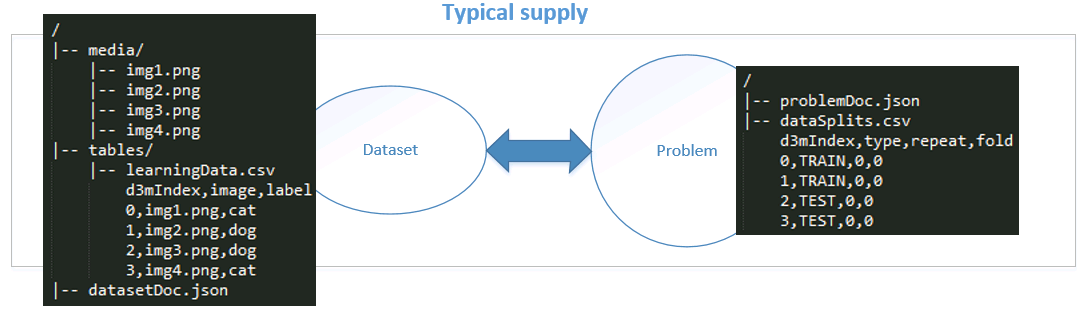 Typical supply
/
|-- media/
|-- img1.png
|-- img2.png
|-- img3.png
|-- img4.png
|-- tables/
|-- learningData.csv
d3mIndex,image,label
0,img1.png,cat
1,img2.png,dog
2,img3.png,dog
3,img4.png,cat
|-- datasetDoc.json
Dataset
Problem
/
|-- problemDoc.json
|-- dataSplits.csv
d3mIndex,type,repeat,fold
0,TRAIN,0,0
1,TRAIN,0,0
2,TEST,0,0
3,TEST,0,0